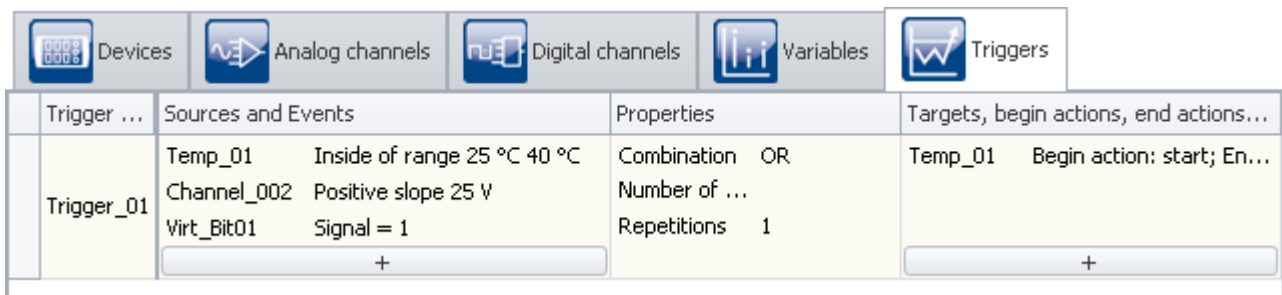 Devices Analog channels Digital channels Variables Triggers
Trigger ... Sources and Events Properties Targets, begin actions, end actions...
Trigger_01
Temp_01 Inside of range 25 °C 40 °C
Channel_002 Positive slope 25 V
Virt_Bit01 Signal = 1
+
Combination OR
Number of ...
Repetitions 1
Temp_01 Begin action: start; En...
+